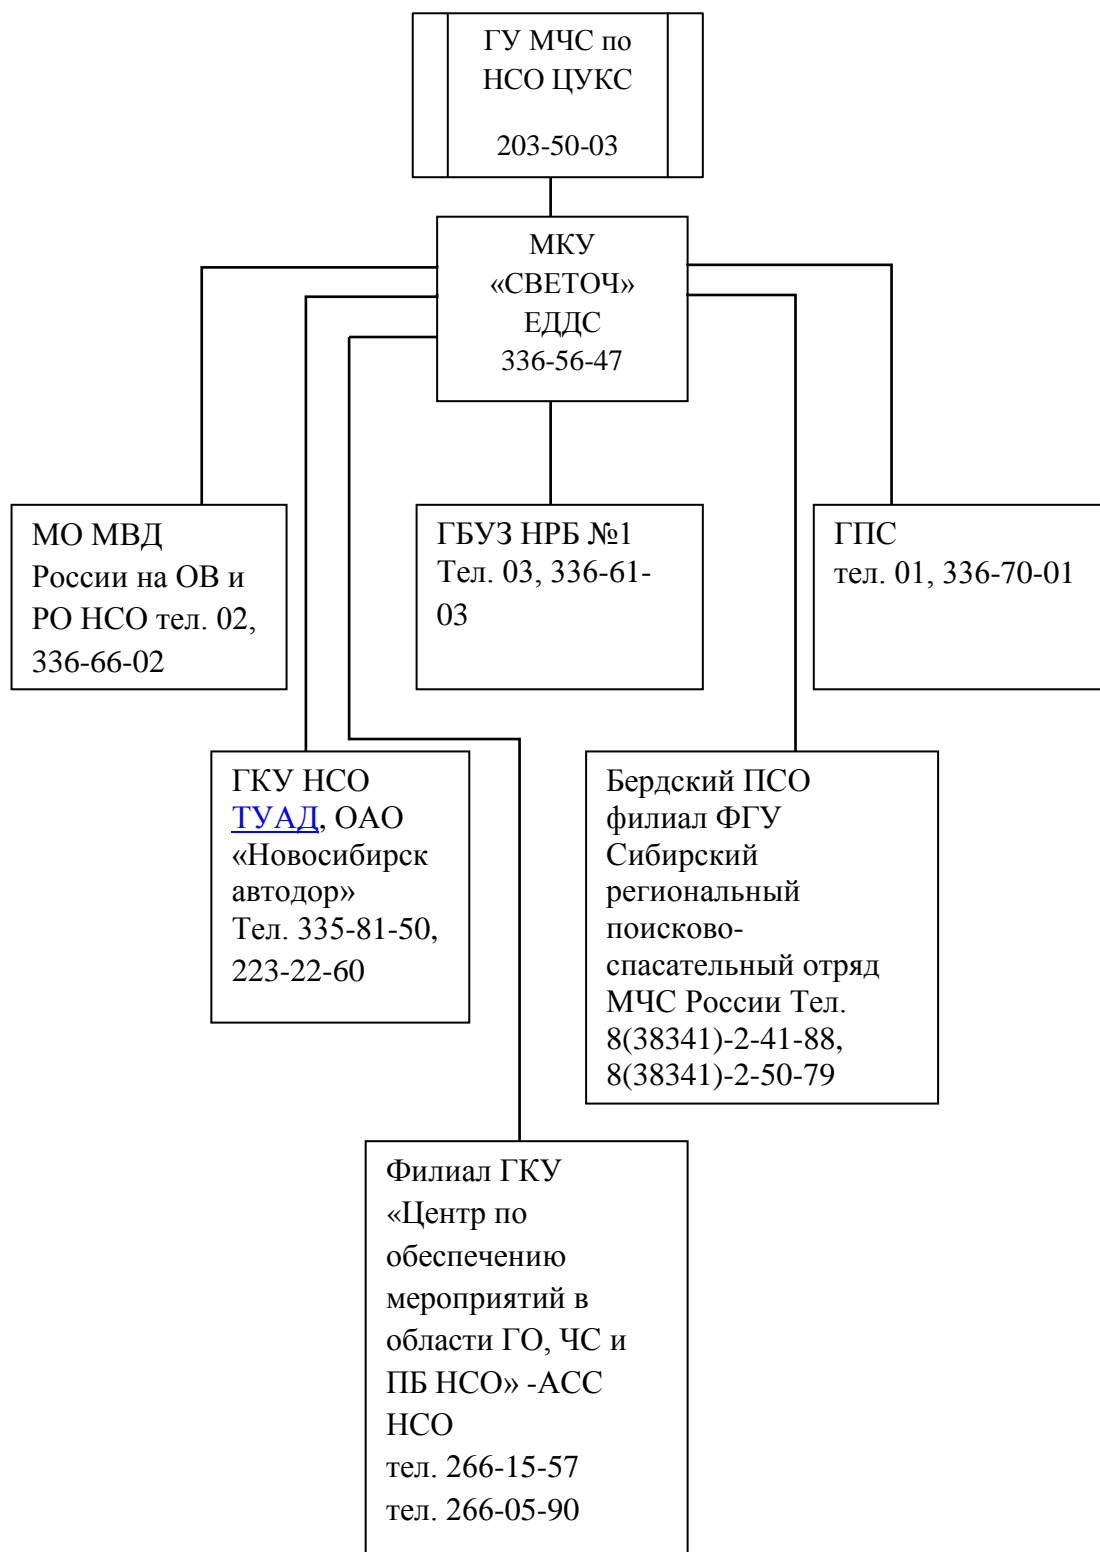 ГУ МЧС по
НСО ЦУКС
203-50-03
МКУ
«СВЕТОЧ»
ЕДДС
336-56-47
МО МВД
России на ОВ и
РО НСО тел. 02,
336-66-02
ГБУЗ НРБ №1
Тел. 03, 336-61-
03
ГПС
тел. 01, 336-70-01
ГКУ НСО
ТУАД, ОАО
«Новосибирск
автодор»
Тел. 335-81-50,
223-22-60
Бердский ПСО
филиал ФГУ
Сибирский
региональный
поисково-
спасательный отряд
МЧС России Тел.
8(38341)-2-41-88,
8(38341)-2-50-79
Филиал ГКУ
«Центр по
обеспечению
мероприятий в
области ГО, ЧС и
ПБ НСО» -АСС
НСО
тел. 266-15-57
тел. 266-05-90